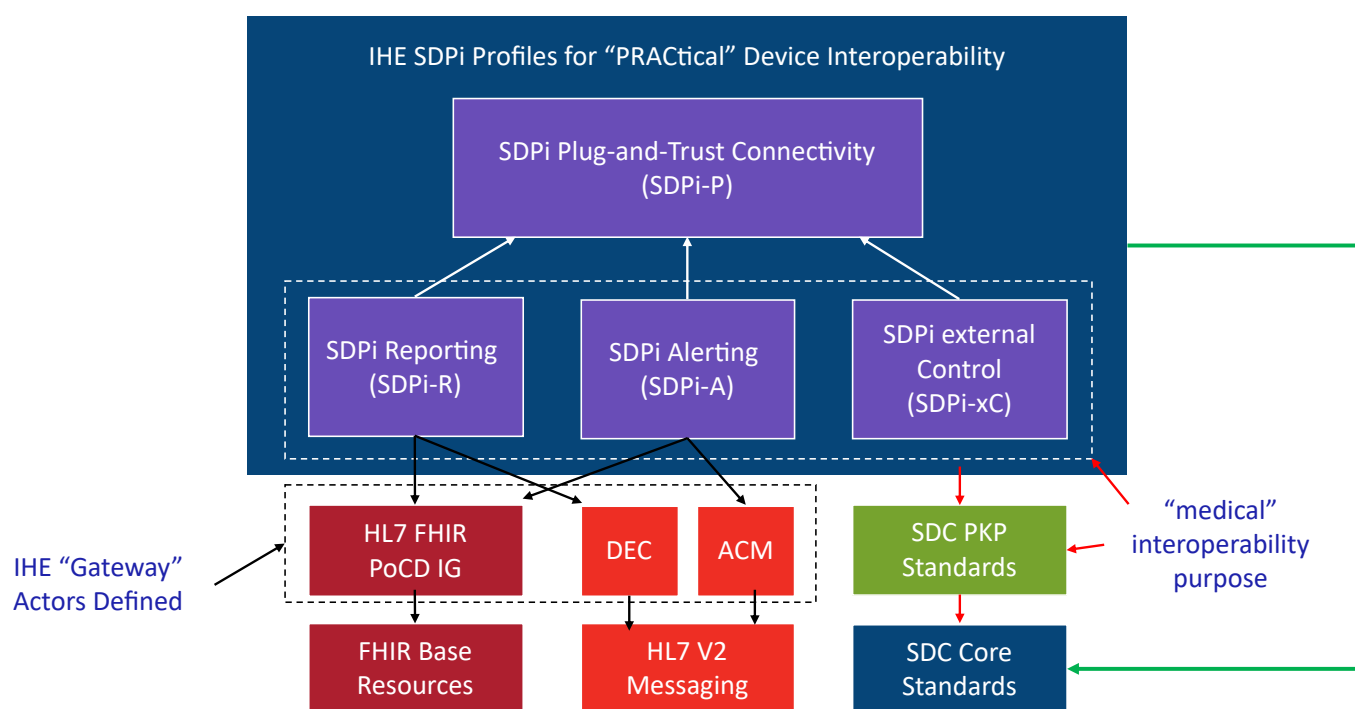 IHE SDPi Profiles for “PRACtical” Device Interoperability
SDPi Plug-and-Trust Connectivity
(SDPi-P)
SDPi Reporting
(SDPi-R)
SDPi Alerting
(SDPi-A)
SDPi external
Control
(SDPi-xC)
IHE “Gateway”
Actors Defined
HL7 FHIR
PoCD IG
DEC
ACM
SDC PKP
Standards
“medical”
interoperability
purpose
FHIR Base
Resources
HL7 V2
Messaging
SDC Core
Standards